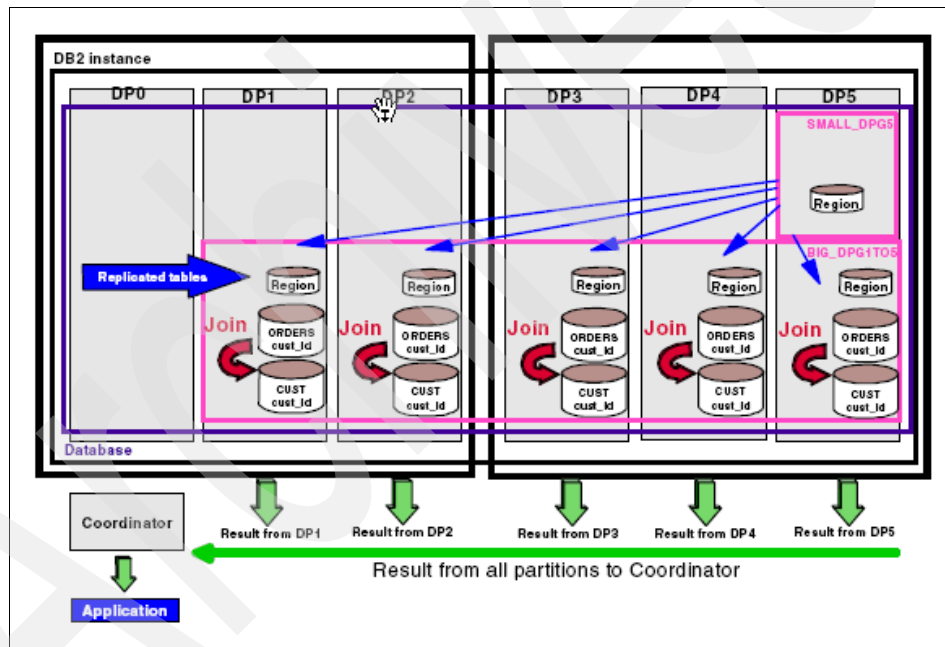 DB2 instance
DP0 DP1 DP2 DP3 DP4 DP5
SMALL_DPG5
Region
BIG_DPG1TO5
Replicated tables
Region Region Region Region Region
Join Join Join Join Join
ORDERS ORDERS ORDERS ORDERS ORDERS
cust_id cust_id cust_id cust_id cust_id
CUST CUST CUST CUST CUST
cust_id cust_id cust_id cust_id cust_id
Database
Coordinator
Result from DP1 Result from DP2 Result from DP3 Result from DP4 Result from DP5
Result from all partitions to Coordinator
Application